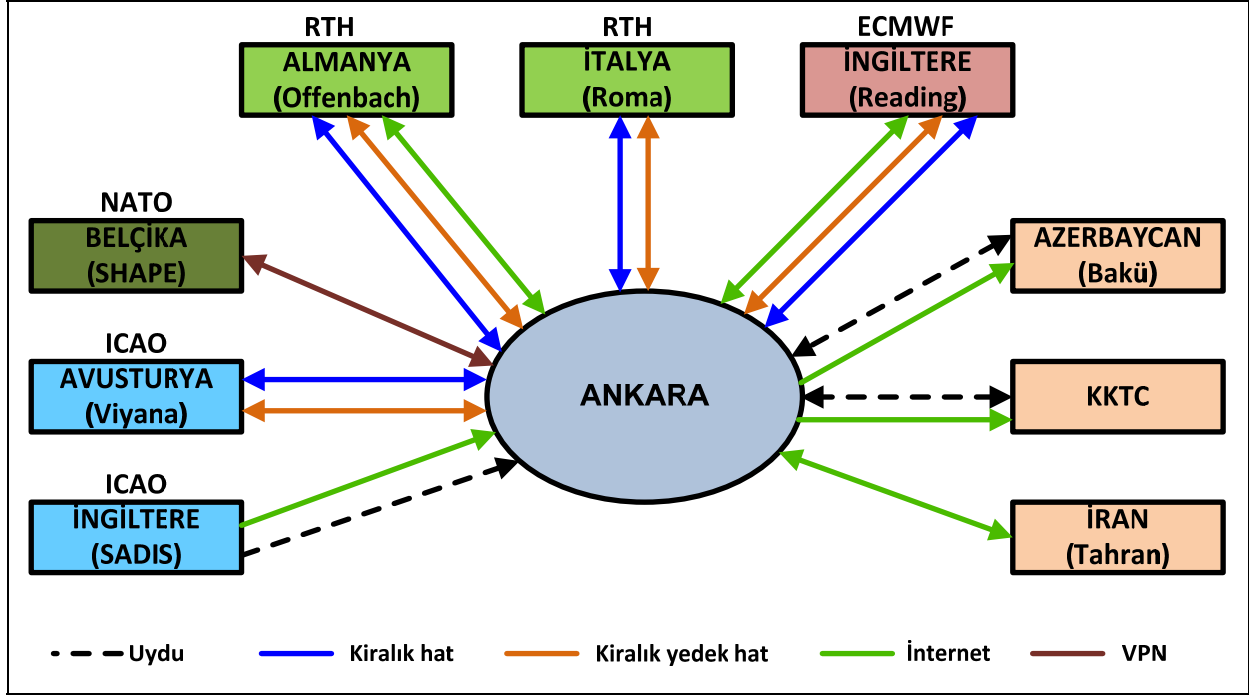 RTH
ALMANYA
(Offenbach)
RTH
İTALYA
(Roma)
ECMWF
İNGİLTERE
(Reading)
NATO
BELÇİKA
(SHAPE)
AZERBAYCAN
(Bakü)
ICAO
AVUSTURYA
(Viyana)
ANKARA
KKTC
ICAO
İNGİLTERE
(SADIS)
İRAN
(Tahran)
Uydu
Kiralık hat
Kiralık yedek hat
İnternet
VPN